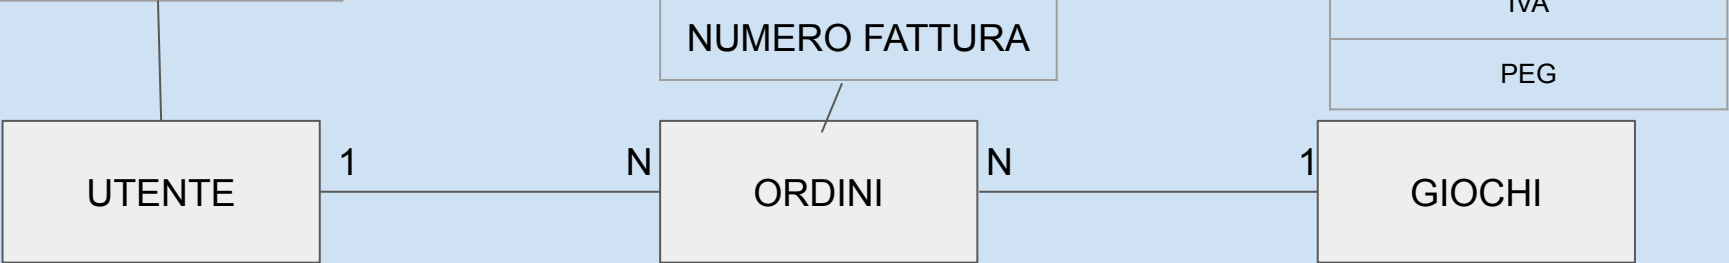 IVA
NUMERO FATTURA
PEG
1 N N 1
UTENTE ORDINI GIOCHI